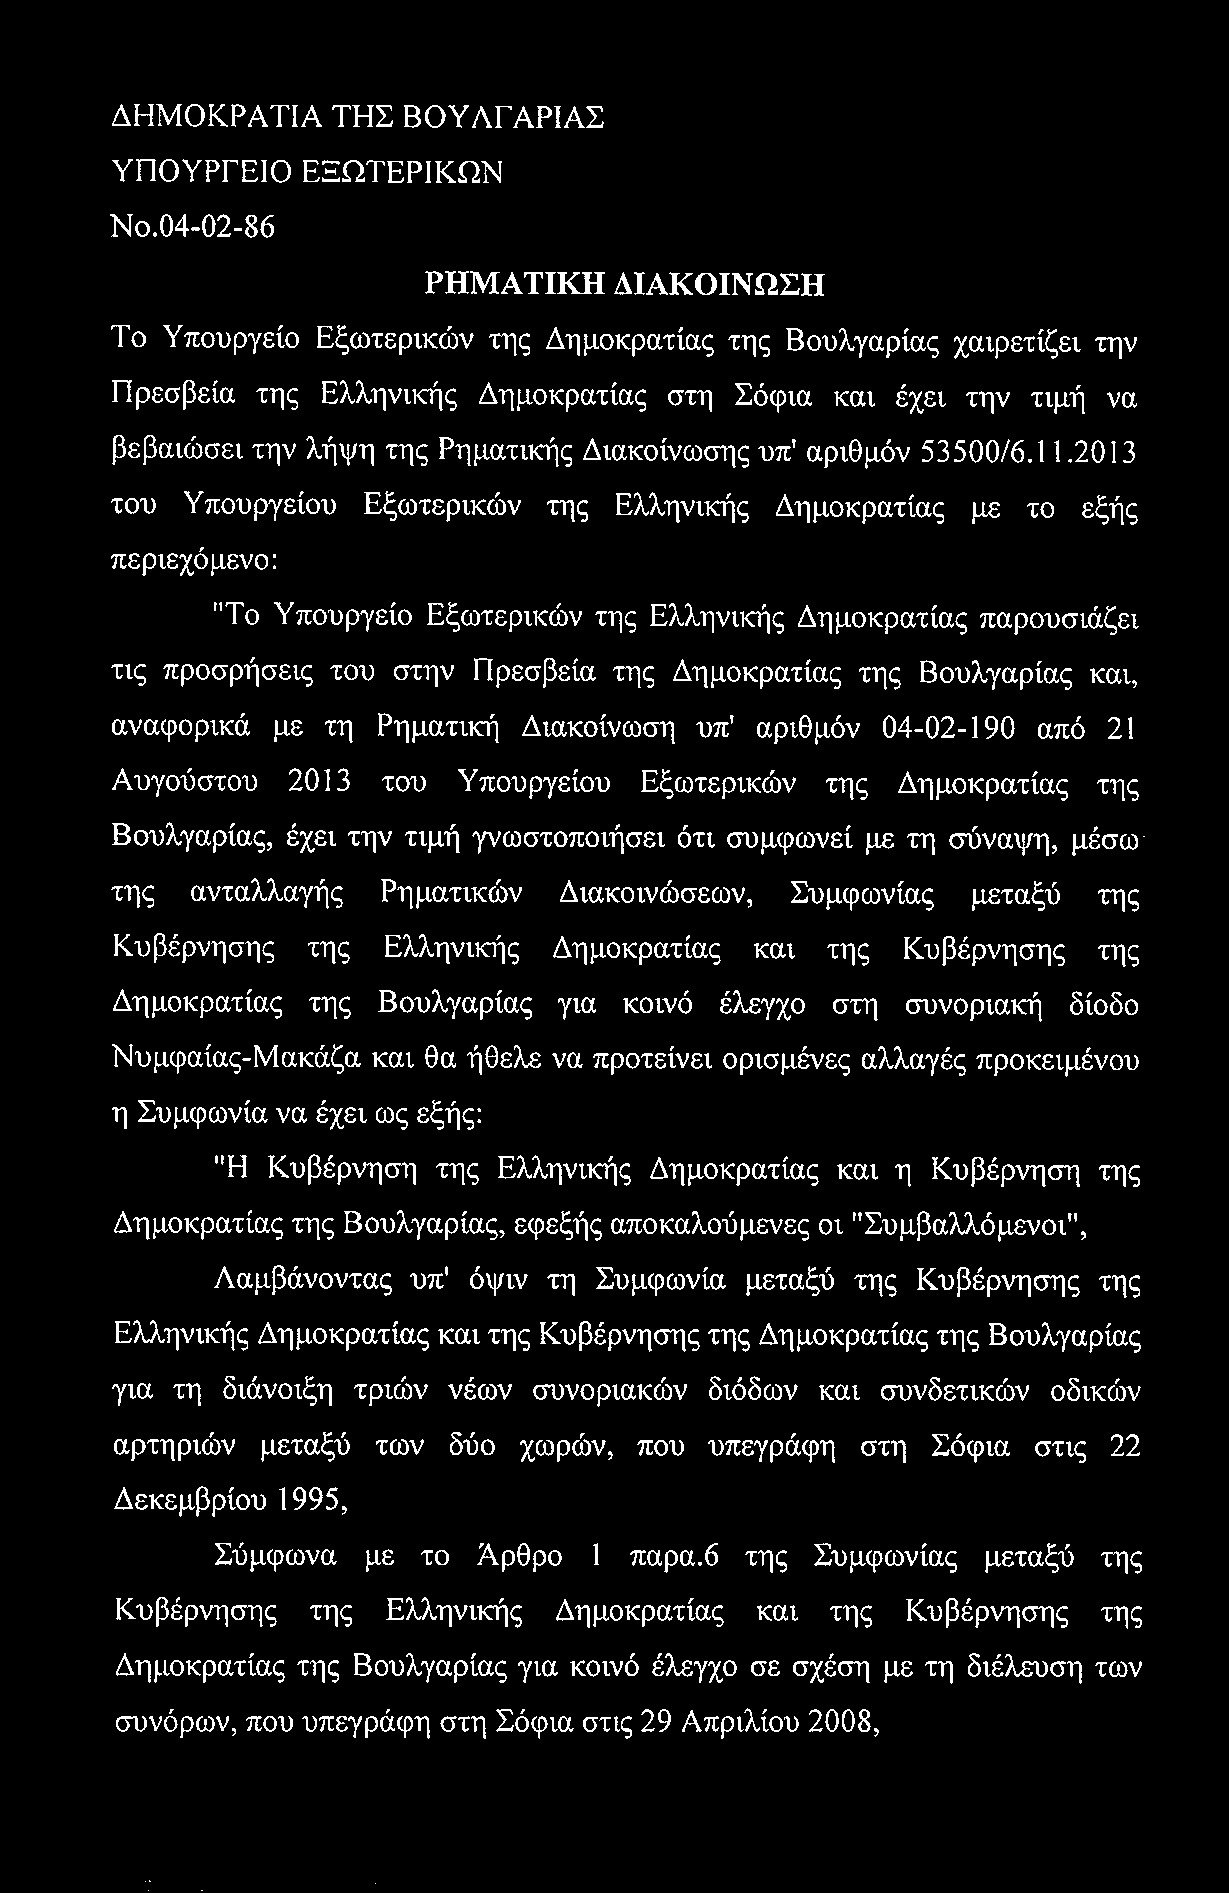 ΔΗΜΟΚΡΑΤΙΑ ΤΗΣ ΒΟΥΛΓΑΡΙΑΣ
ΥΠΟΥΡΓΕΙΟ ΕΞΩΤΕΡΙΚΩΝ
Νο.04-02-86
ΡΗΜΑΤΙΚΗ ΔΙΑΚΟΙΝΩΣΗ
Το Υπουργείο Εξωτερικών της Δημοκρατίας της Βουλγαρίας χαιρετίζει την
Πρεσβεία της Ελληνικής Δημοκρατίας στη Σόφια και έχει την τιμή να
βεβαιώσει την λήψη της Ρηματικής Διακοίνωσης υπ' αριθμόν 53500/6.11.2013
του Υπουργείου Εξωτερικών της Ελληνικής Δημοκρατίας με το εξής
περιεχόμενο:
"Το Υπουργείο Εξωτερικών της Ελληνικής Δημοκρατίας παρουσιάζει
τις προσρήσεις του στην Πρεσβεία της Δημοκρατίας της Βουλγαρίας και,
αναφορικά με τη Ρηματική Διακοίνωση υπ' αριθμόν 04-02-190 από 21
Αυγούστου 2013 του Υπουργείου Εξωτερικών της Δημοκρατίας της
Βουλγαρίας, έχει την τιμή γνωστοποιήσει ότι συμφωνεί με τη σύναψη, μέσω
της ανταλλαγής Ρηματικών Διακοινώσεων, Συμφωνίας μεταξύ της
Κυβέρνησης της Ελληνικής Δημοκρατίας και της Κυβέρνησης της
Δημοκρατίας της Βουλγαρίας για κοινό έλεγχο στη συνοριακή δίοδο
Νυμφαίας-Μακάζα και θα ήθελε να προτείνει ορισμένες αλλαγές προκειμένου
η Συμφωνία να έχει ως εξής:
"Η Κυβέρνηση της Ελληνικής Δημοκρατίας και η Κυβέρνηση της
Δημοκρατίας της Βουλγαρίας, εφεξής αποκαλούμενες οι "Συμβαλλόμενοι",
Λαμβάνοντας υπ' όψιν τη Συμφωνία μεταξύ της Κυβέρνησης της
Ελληνικής Δημοκρατίας και της Κυβέρνησης της Δημοκρατίας της Βουλγαρίας
για τη διάνοιξη τριών νέων συνοριακών διόδων και συνδετικών οδικών
αρτηριών μεταξύ των δύο χωρών, που υπεγράφη στη Σόφια στις 22
Δεκεμβρίου 1995,
Σύμφωνα με το Άρθρο 1 παρα.6 της Συμφωνίας μεταξύ της
Κυβέρνησης της Ελληνικής Δημοκρατίας και της Κυβέρνησης της
Δημοκρατίας της Βουλγαρίας για κοινό έλεγχο σε σχέση με τη διέλευση των
συνόρων, που υπεγράφη στη Σόφια στις 29 Απριλίου 2008,